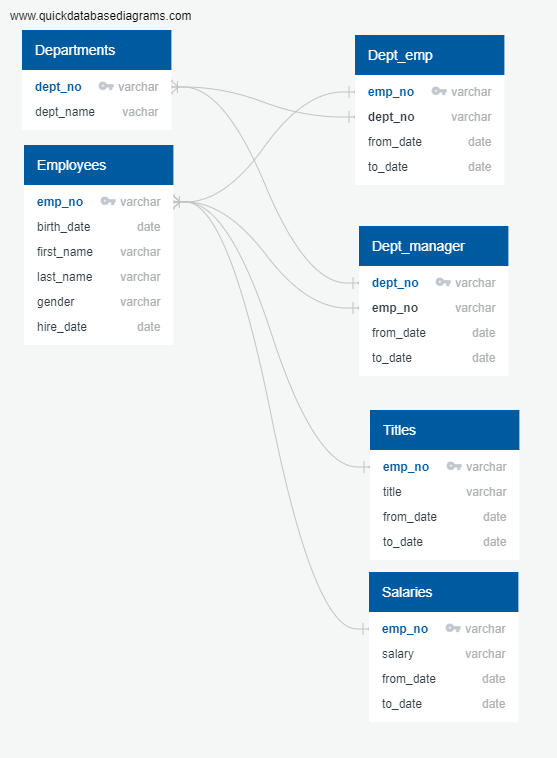 www.quickdatabasediagrams.com
Departments
dept_no varchar
dept_name vachar
Employees
emp_no varchar
birth_date date
first_name varchar
last_name varchar
gender varchar
hire_date date
Dept_emp
emp_no varchar
dept_no varchar
from_date date
to_date date
Dept_manager
dept_no varchar
emp_no varchar
from_date date
to_date date
Titles
emp_no varchar
title varchar
from_date date
to_date date
Salaries
emp_no varchar
salary varchar
from_date date
to_date date